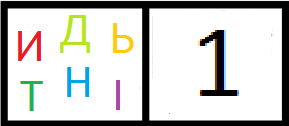 И Д Ь
Т Н І
1